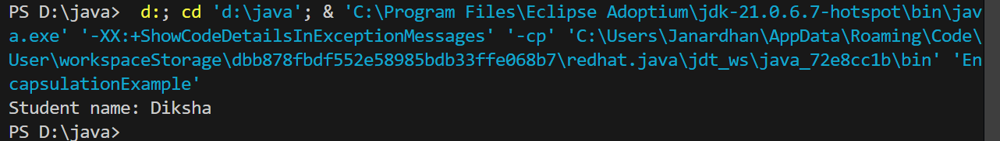 PS D:\java>  d:; cd 'd:\java'; & 'C:\Program Files\Eclipse Adoptium\jdk-21.0.6.7-hotspot\bin\jav
a.exe' '-XX:+ShowCodeDetailsInExceptionMessages' '-cp' 'C:\Users\Janardhan\AppData\Roaming\Code\
User\workspaceStorage\dbb878fbdf552e58985bdb33ffe068b7\redhat.java\jdt_ws\java_72e8cc1b\bin' 'En
capsulationExample'
Student name: Diksha
PS D:\java>